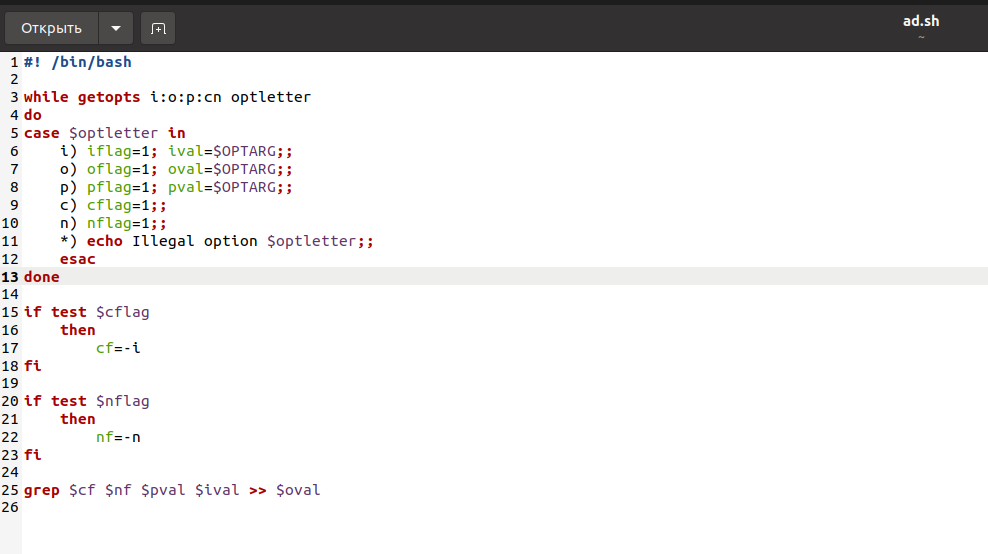 Открыть
ad.sh
~
1 #! /bin/bash
2
3 while getopts i:o:p:cn optletter
4 do
5 case $optletter in
6     i) iflag=1; ival=$OPTARG;;
7     o) oflag=1; oval=$OPTARG;;
8     p) pflag=1; pval=$OPTARG;;
9     c) cflag=1;;
10     n) nflag=1;;
11     *) echo Illegal option $optletter;;
12     esac
13 done
14
15 if test $cflag
16     then
17         cf=-i
18 fi
19
20 if test $nflag
21     then
22         nf=-n
23 fi
24
25 grep $cf $nf $pval $ival >> $oval
26